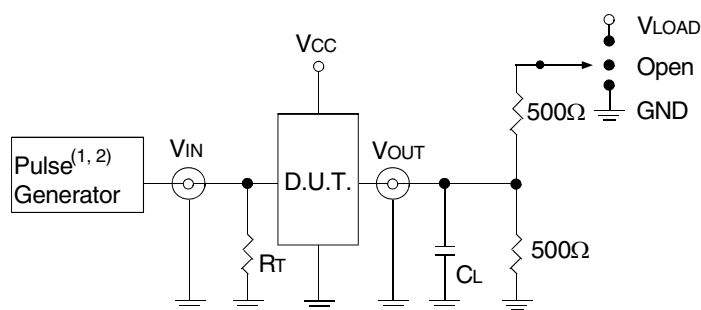 VLOAD
VCC
Open
500Ω
GND
VIN
VOUT
Pulse(1, 2)
Generator
D.U.T.
RT
CL
500Ω